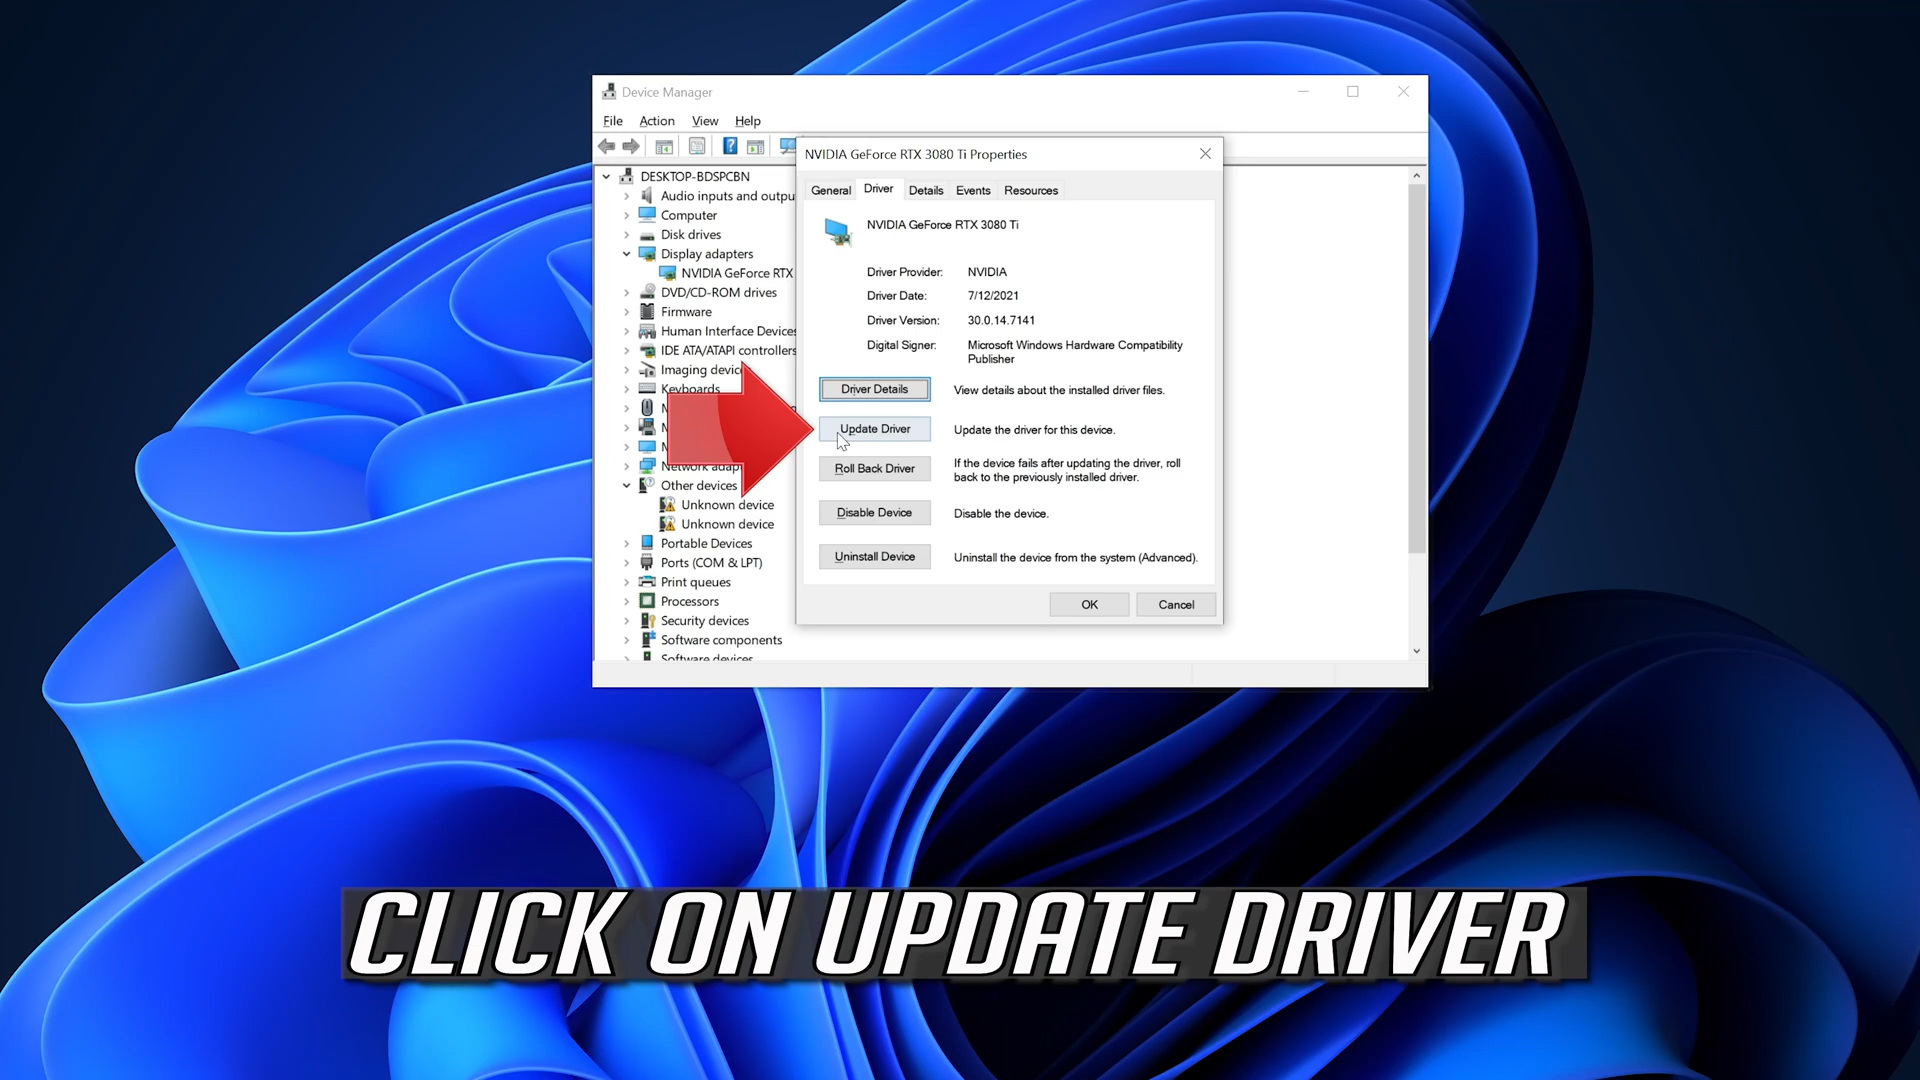 Device Manager
File Action View Help
NVIDIA GeForce RTX 3080 Ti Properties
General Driver Details Events Resources
DESKTOP-BDSPCBN
Audio inputs and outpu
Computer
Disk drives
Display adapters
NVIDIA GeForce RTX
DVD/CD-ROM drives
Firmware
Human Interface Devices
IDE ATA/ATAPI controllers
Imaging devic
Keyboards
M
M
M
Network adap
Other devices
Unknown device
Unknown device
Portable Devices
Ports (COM & LPT)
Print queues
Processors
Security devices
Software components
Software devices
NVIDIA GeForce RTX 3080 Ti
Driver Provider: NVIDIA
Driver Date: 7/12/2021
Driver Version: 30.0.14.7141
Digital Signer: Microsoft Windows Hardware Compatibility
Publisher
Driver Details View details about the installed driver files.
Update Driver Update the driver for this device.
Roll Back Driver If the device fails after updating the driver, roll
back to the previously installed driver.
Disable Device Disable the device.
Uninstall Device Uninstall the device from the system (Advanced).
OK Cancel
CLICK ON UPDATE DRIVER